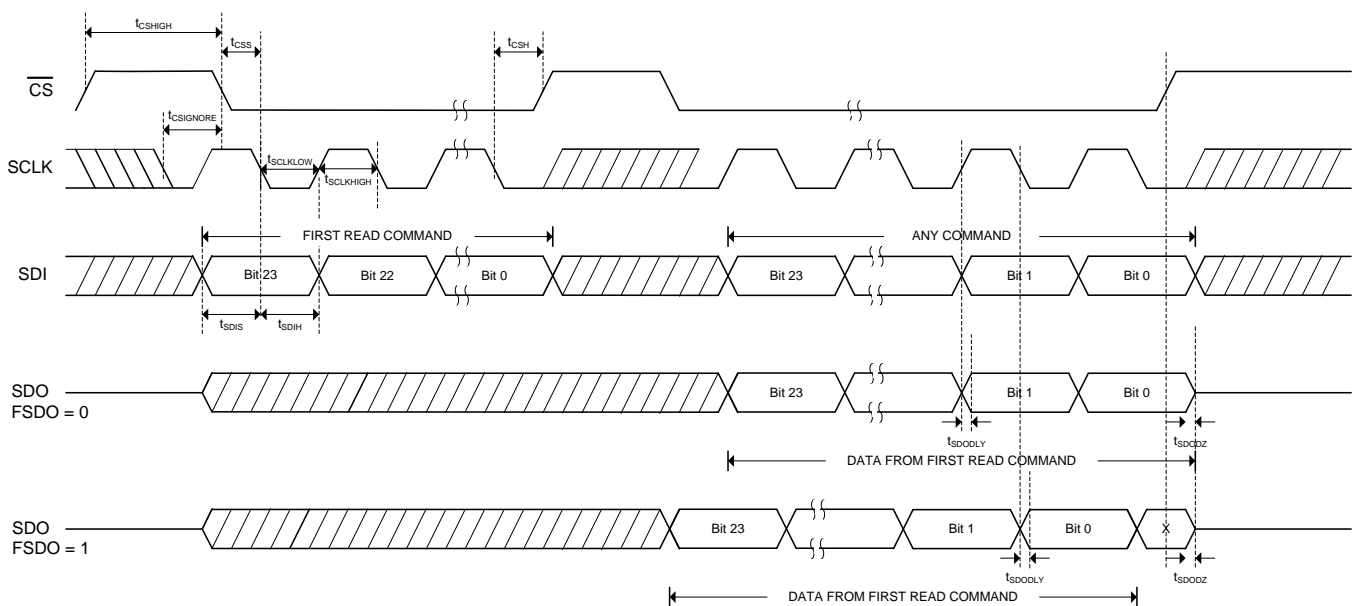 tCSHIGH
tCSS
tCSH
CS
tCSIGNORE
SCLK
tSCLKLOW
tSCLKHIGH
FIRST READ COMMAND
ANY COMMAND
SDI
Bit 23
Bit 22
Bit 0
Bit 23
Bit 1
Bit 0
tSDIS
tSDIH
SDO
FSDO = 0
Bit 23
Bit 1
Bit 0
tSDODLY
tSDODZ
DATA FROM FIRST READ COMMAND
SDO
FSDO = 1
Bit 23
Bit 1
Bit 0
X
tSDODLY
tSDODZ
DATA FROM FIRST READ COMMAND